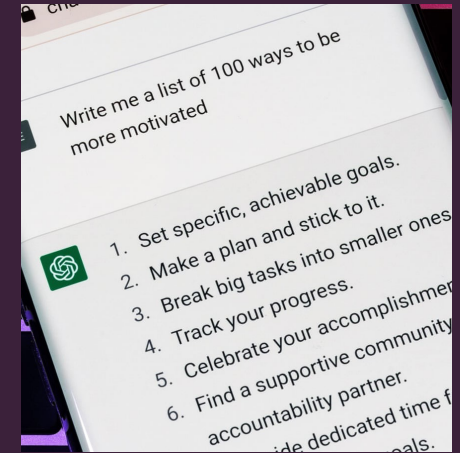 Write me a list of 100 ways to be
more motivated
1. Set specific, achievable goals.
2. Make a plan and stick to it.
3. Break big tasks into smaller ones
4. Track your progress.
5. Celebrate your
6. Find a supportive community
accountability partner.
dedicated time